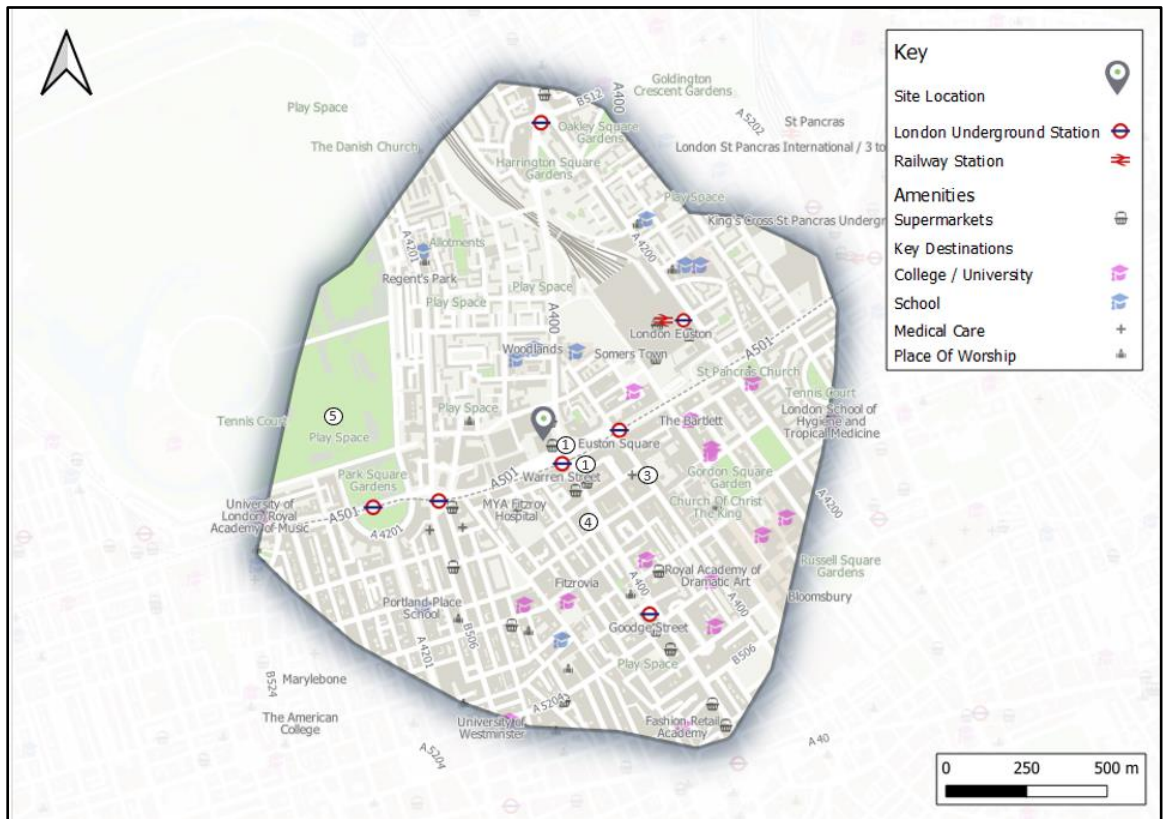 Key
Site Location
London Underground Station
Railway Station
Amenities
Supermarkets
Key Destinations
College / University
School
Medical Care
Place Of Worship
Goldington
Crescent Gardens
A400
B512
Play Space
A5202
St Pancras
Oakley Square
Gardens
The Danish Church
London St Pancras International / 3 to
Harrington Square
Gardens
Play Space
King's Cross St Pancras Undergr
A4201
Allotments
A4200
Regent's Park
Play Space
Play Space
A400
London Euston
Woodlands
Somers Town
A501
St Pancras Church
Tennis Court
Play Space
London School of
Hygiene and
Tropical Medicine
5
The Bartlett
Tennis Court
Play Space
1
Euston Square
1
Warren Street
3
Park Square
Gardens
A501
Gordon Square
Garden
University of
London Royal
Academy of Music
A501
MYA Fitzroy
Hospital
Church Of Christ
The King
A4200
4
A4201
Russell Square
Gardens
Royal Academy of
Dramatic Art
Fitzrovia
A400
A400
Bloomsbury
Portland Place
School
Goodge Street
B506
A4201
B506
Play Space
B524
Marylebone
A5204
The American
College
University of
Westminster
Fashion Retail
Academy
A40
A5204
0 250 500 m